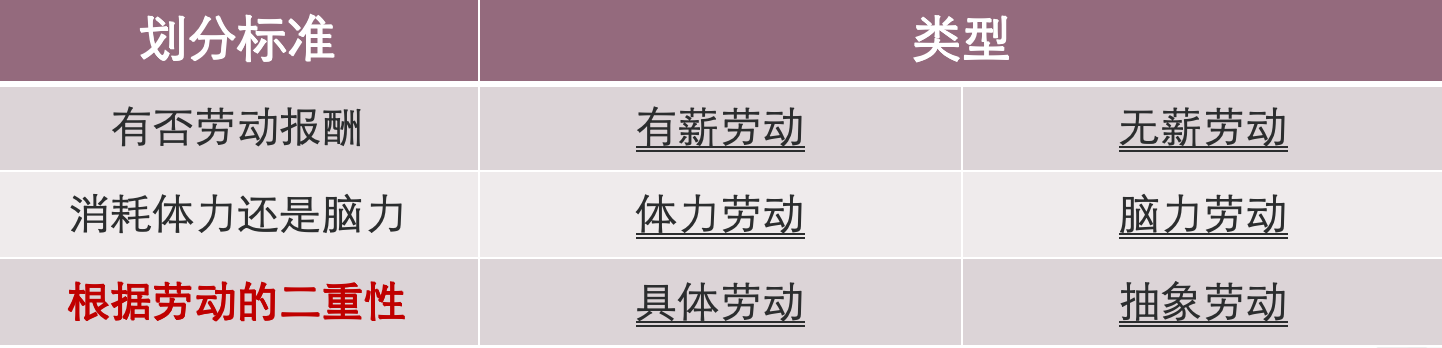 划分标准 类型
有否劳动报酬 有薪劳动 无薪劳动
消耗体力还是脑力 体力劳动 脑力劳动
根据劳动的二重性 具体劳动 抽象劳动